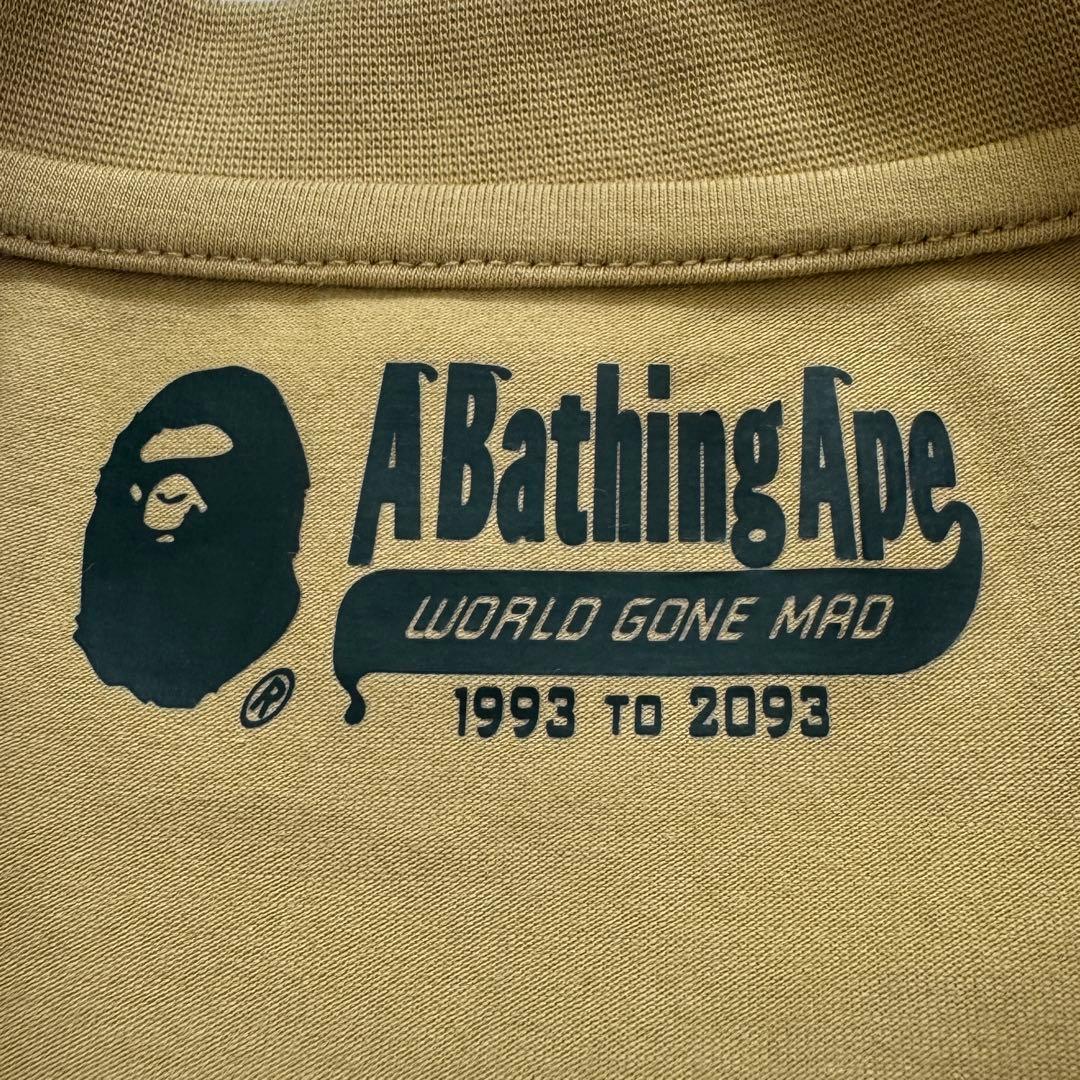 A Bathing Ape
WORLD GONE MAD
1993 TO 2093
®